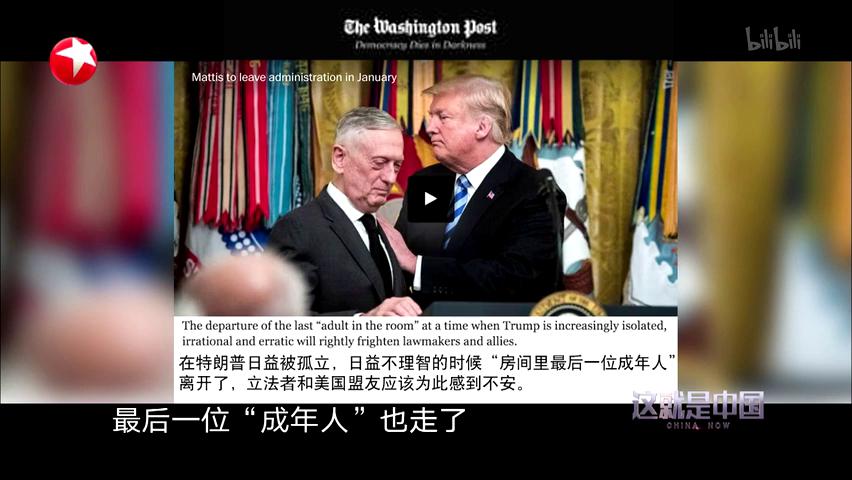 The Washington Post
Democracy Dies in Darkness
bilibili
Mattis to leave administration in January
The departure of the last “adult in the room” at a time when Trump is increasingly isolated,
irrational and erratic will rightly frighten lawmakers and allies.
在特朗普日益被孤立，日益不理智的时候“房间里最后一位成年人”
离开了，立法者和美国盟友应该为此感到不安。
最后一位“成年人”也走了
这就是中国
CHINA NOW